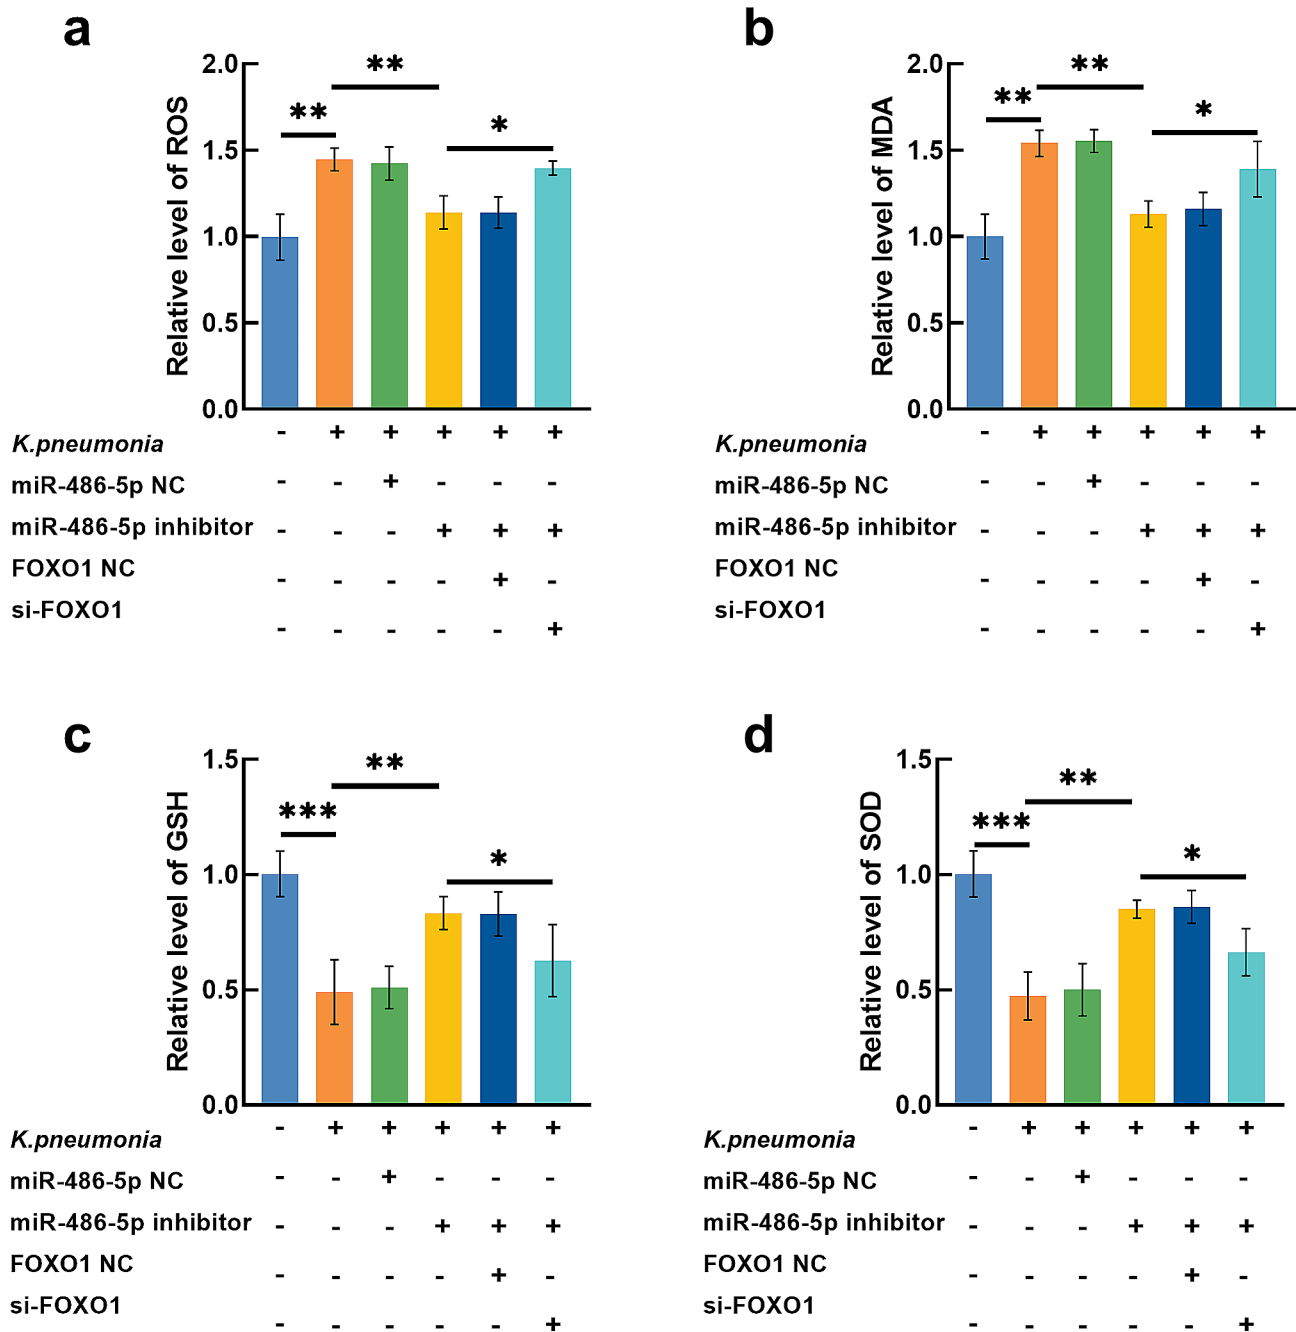 a
**
**
*
Relative level of ROS
2.0
1.5
1.0
0.5
0.0
K.pneumonia - + + + + +
miR-486-5p NC - - + - - -
miR-486-5p inhibitor - - - + + +
FOXO1 NC - - - - + -
si-FOXO1 - - - - - +
b
**
**
*
Relative level of MDA
2.0
1.5
1.0
0.5
0.0
K.pneumonia - + + + + +
miR-486-5p NC - - + - - -
miR-486-5p inhibitor - - - + + +
FOXO1 NC - - - - + -
si-FOXO1 - - - - - +
c
**
***
*
Relative level of GSH
1.5
1.0
0.5
0.0
K.pneumonia - + + + + +
miR-486-5p NC - - + - - -
miR-486-5p inhibitor - - - + + +
FOXO1 NC - - - - + -
si-FOXO1 - - - - - +
d
**
***
*
Relative level of SOD
1.5
1.0
0.5
0.0
K.pneumonia - + + + + +
miR-486-5p NC - - + - - -
miR-486-5p inhibitor - - - + + +
FOXO1 NC - - - - + -
si-FOXO1 - - - - - +